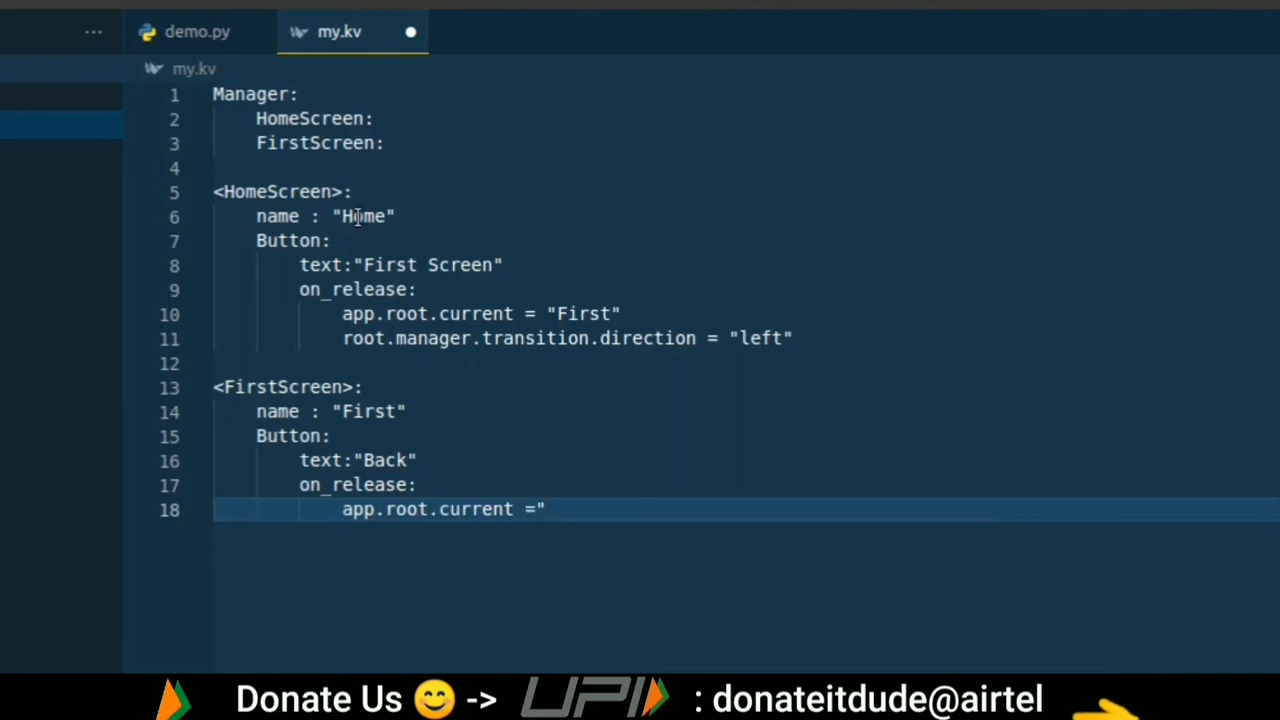 ... demo.py my.kv
my.kv
1 Manager:
2 HomeScreen:
3 FirstScreen:
4
5 <HomeScreen>:
6 name : "Home"
7 Button:
8 text:"First Screen"
9 on_release:
10 app.root.current = "First"
11 root.manager.transition.direction = "left"
12
13 <FirstScreen>:
14 name : "First"
15 Button:
16 text:"Back"
17 on_release:
18 app.root.current ="
Donate Us 😊 -> UPI : donateitdude@airtel